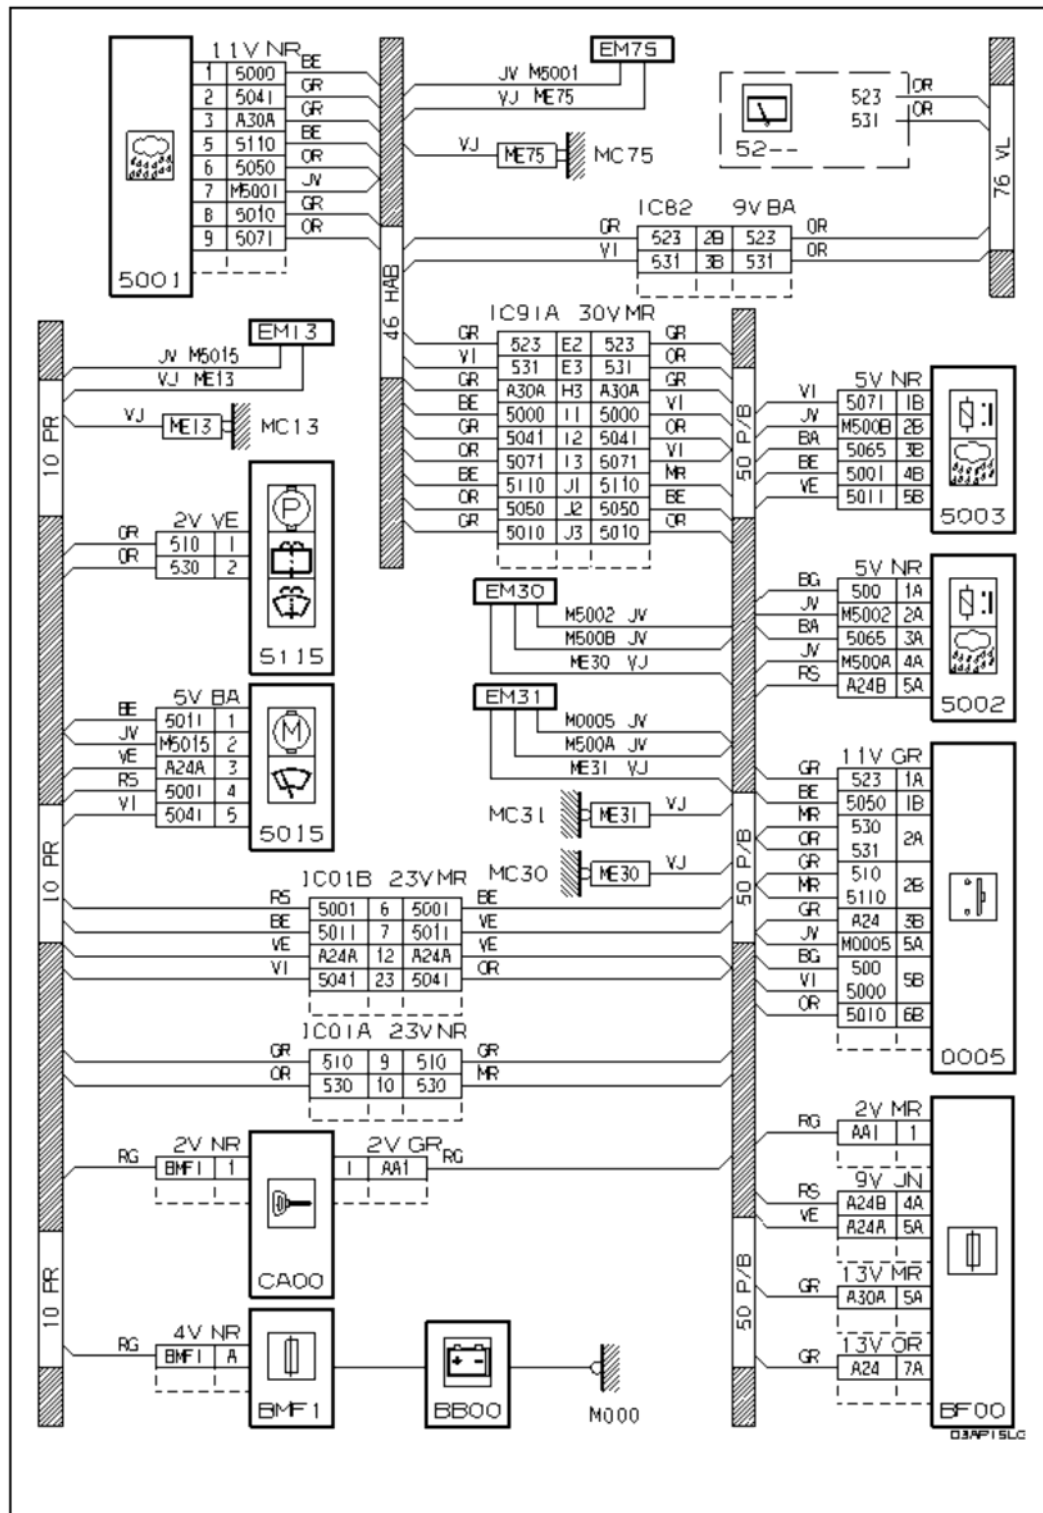 11V NR
1 5000 BE
2 5041 GR
3 A30A GR
5 5110 BE
6 5050 OR
7 M5001 JV
8 5010 GR
9 5071 OR
5001
46 HAB
EM75
JV M5001
VJ ME75
VJ ME75 MC75
523 OR
531 OR
52--
76 VL
IC82 9V BA
GR 523 2B 523 OR
VI 531 3B 531 OR
IC91A 30V MR
GR 523 E2 523 GR
VI 531 E3 531 OR
GR A30A H3 A30A GR
BE 5000 I1 5000 VI
GR 5041 I2 5041 OR
OR 5071 I3 5071 VI
BE 5110 J1 5110 MR
OR 5050 J2 5050 BE
GR 5010 J3 5010 OR
EM13
JV M5015
VJ ME13
VJ ME13 MC13
10 PR
2V VE
GR 510 1
OR 530 2
P
5115
5V BA
BE 5011 1
JV M5015 2
VE A24A 3
RS 5001 4
VI 5041 5
M
5015
10 PR
50 P/B
5V NR
VI 5071 1B
JV M500B 2B
BA 5065 3B
BE 5001 4B
VE 5011 5B
5003
EM30
M5002 JV
M500B JV
ME30 VJ
5V NR
BG 500 1A
JV M5002 2A
BA 5065 3A
JV M500A 4A
RS A24B 5A
5002
EM31
M0005 JV
M500A JV
ME31 VJ
MC31 ME31 VJ
MC30 ME30 VJ
50 P/B
11V GR
GR 523 1A
BE 5050 1B
MR 530
OR 531
2A
GR 510
MR 5110
2B
GR A24 3B
JV M0005 5A
BG 500
VI 5000
5B
OR 5010 6B
0005
IC01B 23V MR
RS 5001 6 5001 BE
BE 5011 7 5011 VE
VE A24A 12 A24A VE
VI 5041 23 5041 OR
IC01A 23V NR
GR 510 9 510 GR
OR 530 10 530 MR
2V NR
RG BMF1 1
2V GR
1 AA1 RG
CA00
10 PR
4V NR
RG BMF1 A
BMF1
+ -
BB00
M000
50 P/B
2V MR
RG AA1 1
9V JN
RS A24B 4A
VE A24A 5A
13V MR
GR A30A 5A
13V OR
GR A24 7A
BF00
D3AP15LC